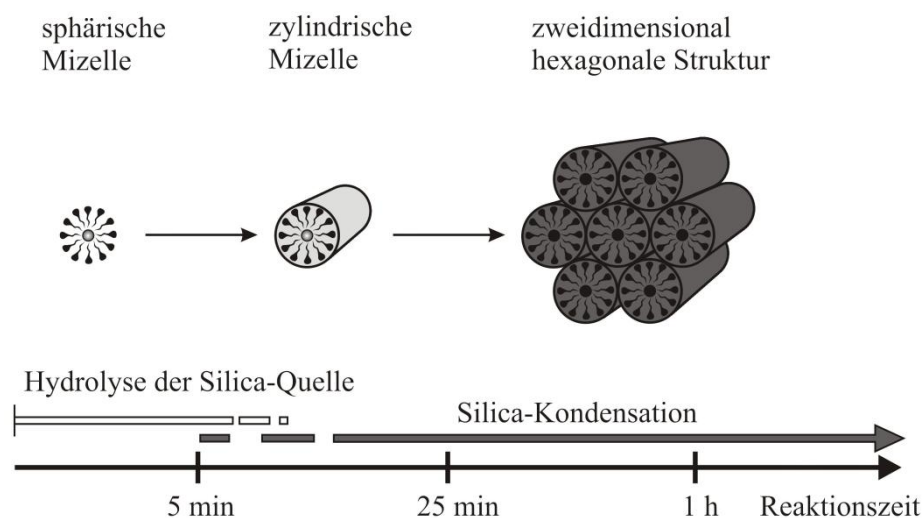 sphärische
Mizelle
zylindrische
Mizelle
zweidimensional
hexagonale Struktur
Hydrolyse der Silica-Quelle
Silica-Kondensation
5 min
25 min
1 h
Reaktionszeit